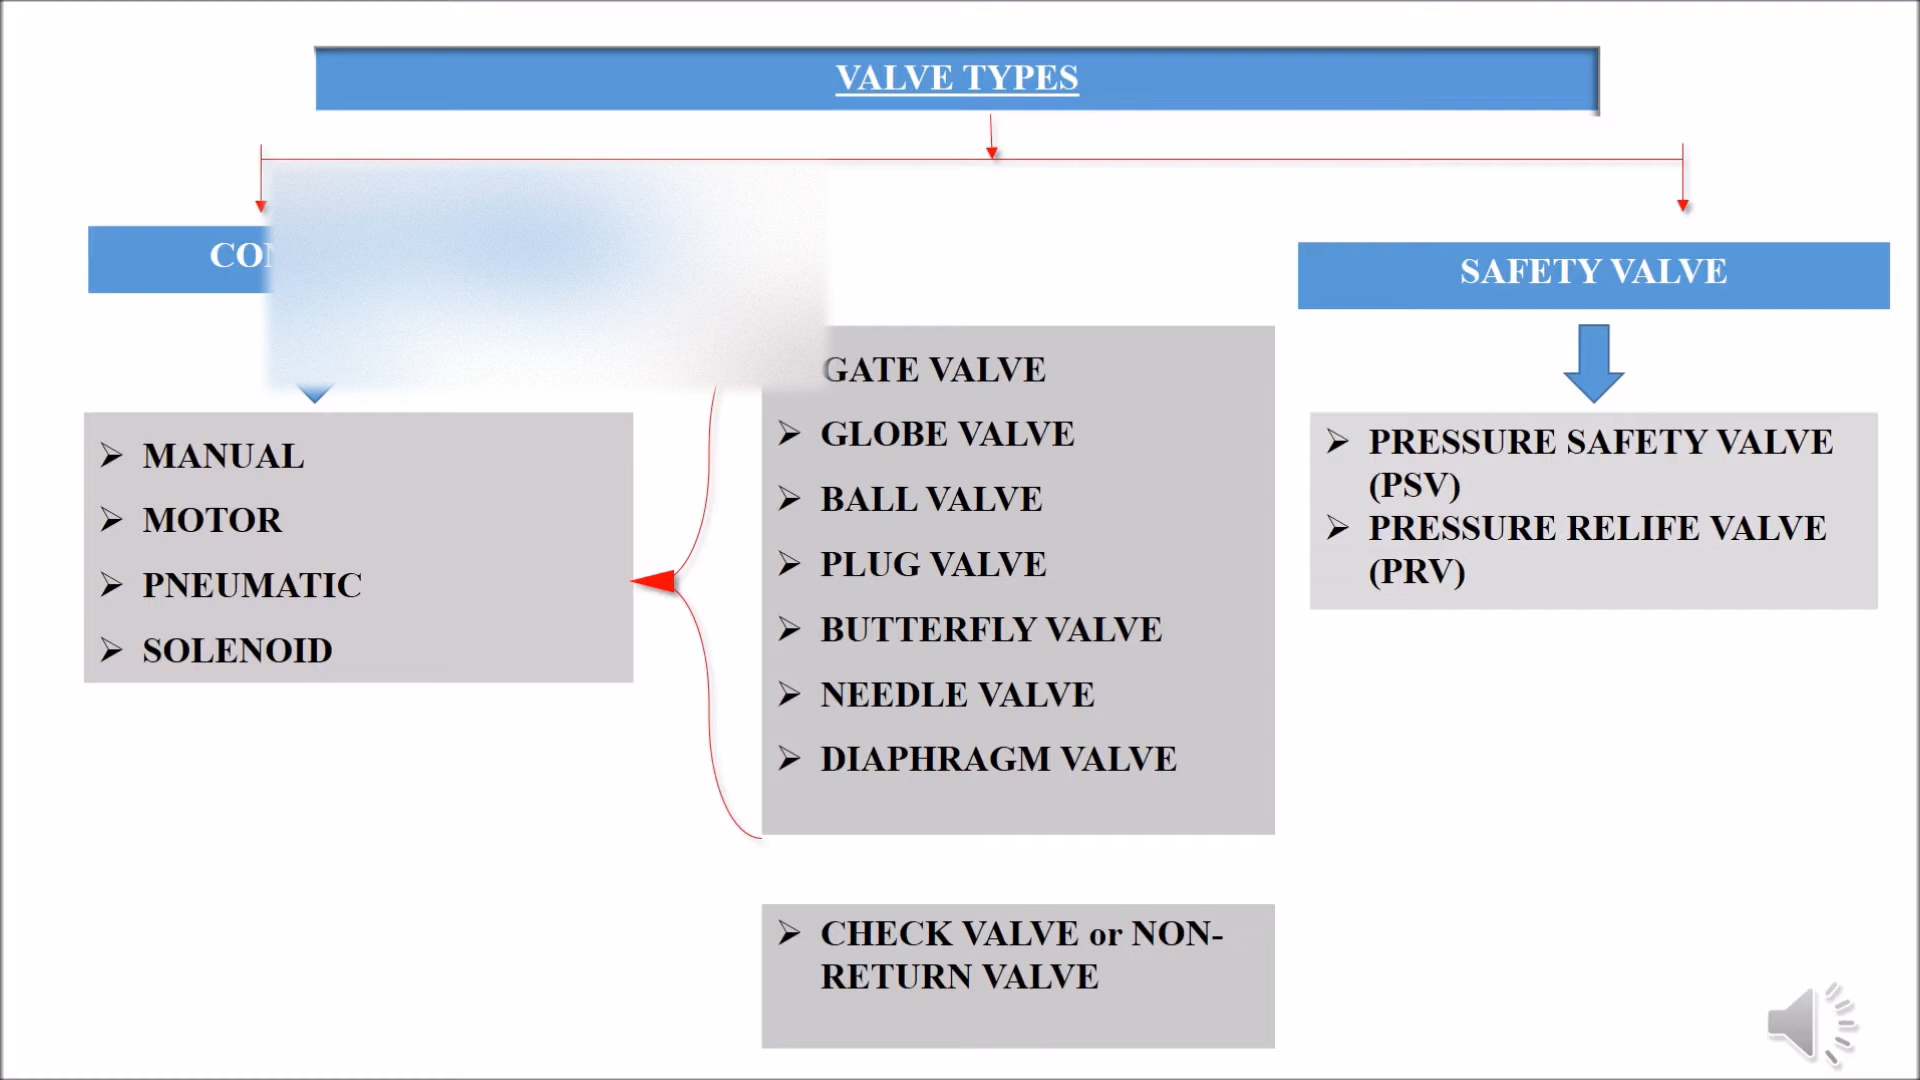 VALVE TYPES
SAFETY VALVE
MANUAL
MOTOR
PNEUMATIC
SOLENOID
GATE VALVE
GLOBE VALVE
BALL VALVE
PLUG VALVE
BUTTERFLY VALVE
NEEDLE VALVE
DIAPHRAGM VALVE
CHECK VALVE or NON-
RETURN VALVE
PRESSURE SAFETY VALVE
(PSV)
PRESSURE RELIFE VALVE
(PRV)